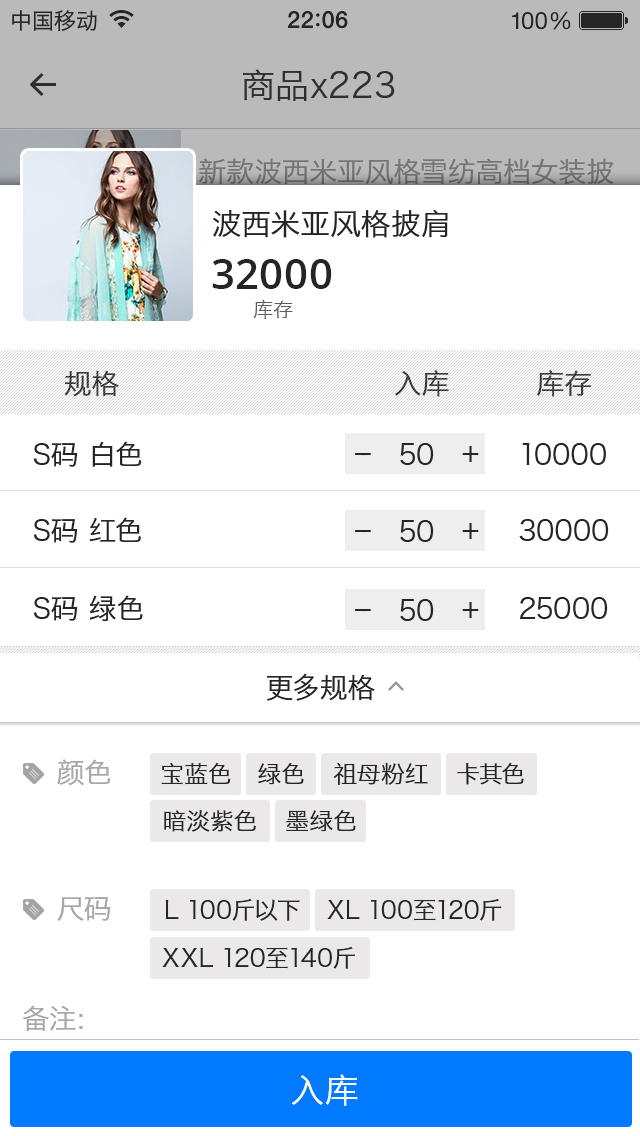 中国移动 22:06 100%
商品x223
新款波西米亚风格雪纺高档女装披
波西米亚风格披肩
32000
库存
规格 入库 库存
S码 白色 − 50 + 10000
S码 红色 − 50 + 30000
S码 绿色 − 50 + 25000
更多规格
颜色 宝蓝色 绿色 祖母粉红 卡其色
暗淡紫色 墨绿色
尺码 L 100斤以下 XL 100至120斤
XXL 120至140斤
备注:
入库